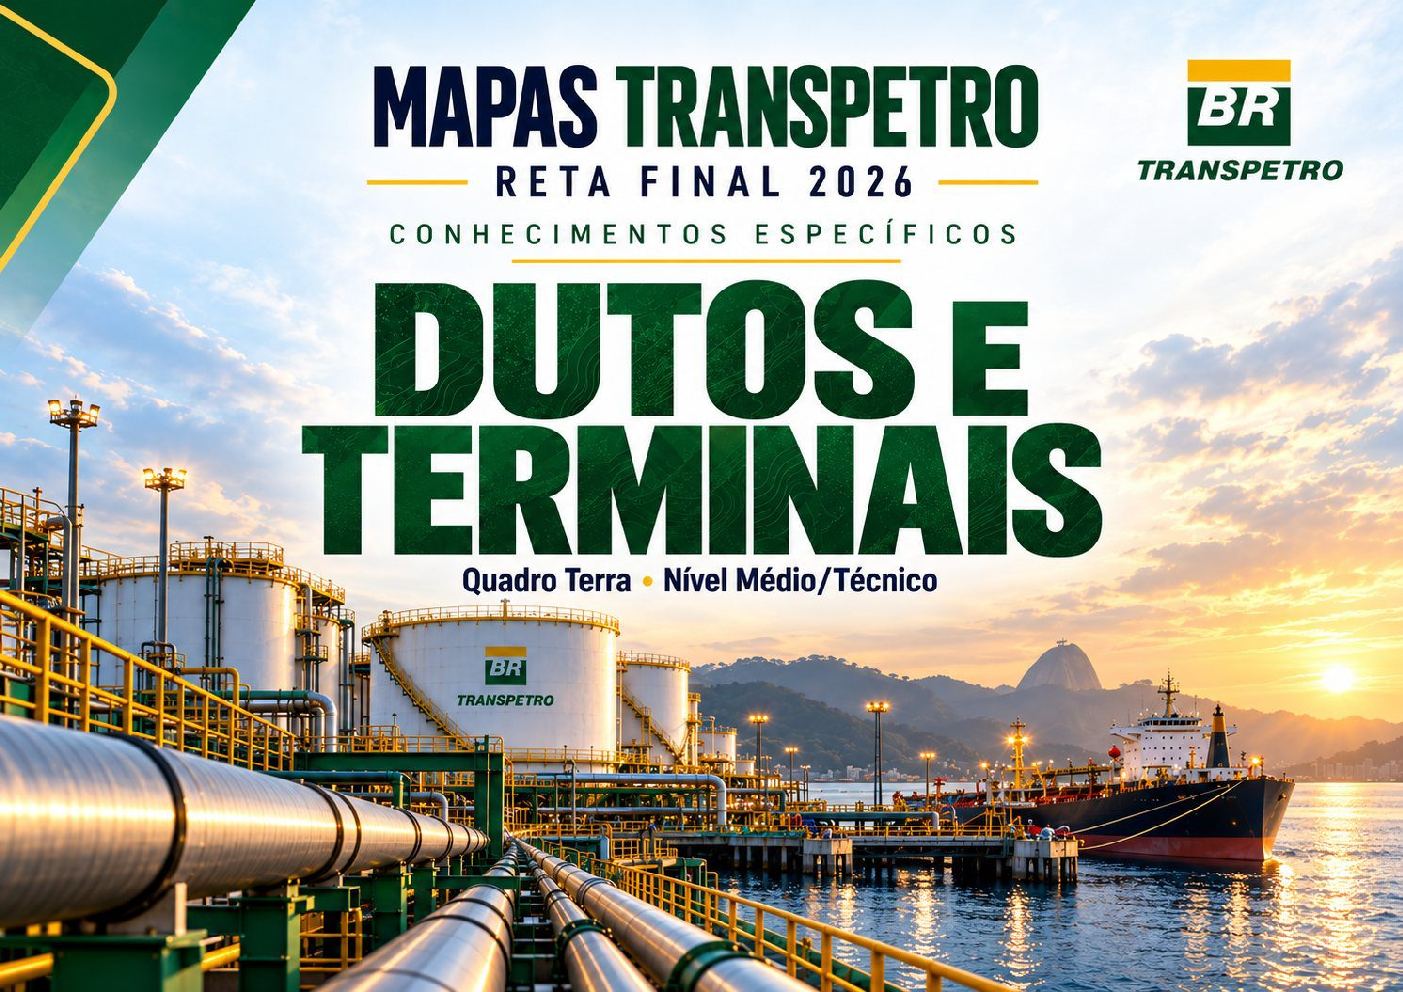 MAPAS TRANSPETRO
RETA FINAL 2026
BR
TRANSPETRO
CONHECIMENTOS ESPECÍFICOS
DUTOS E
TERMINAIS
Quadro Terra • Nível Médio/Técnico
BR
TRANSPETRO